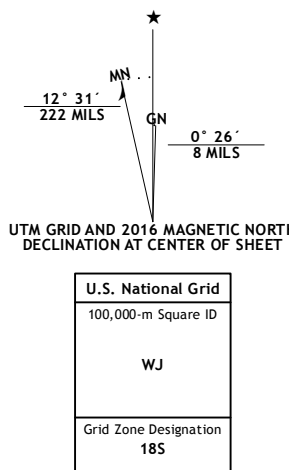 MN
12° 31´
222 MILS
GN
0° 26´
8 MILS
UTM GRID AND 2016 MAGNETIC NORTH
DECLINATION AT CENTER OF SHEET
U.S. National Grid
100,000-m Square ID
WJ
Grid Zone Designation
18S